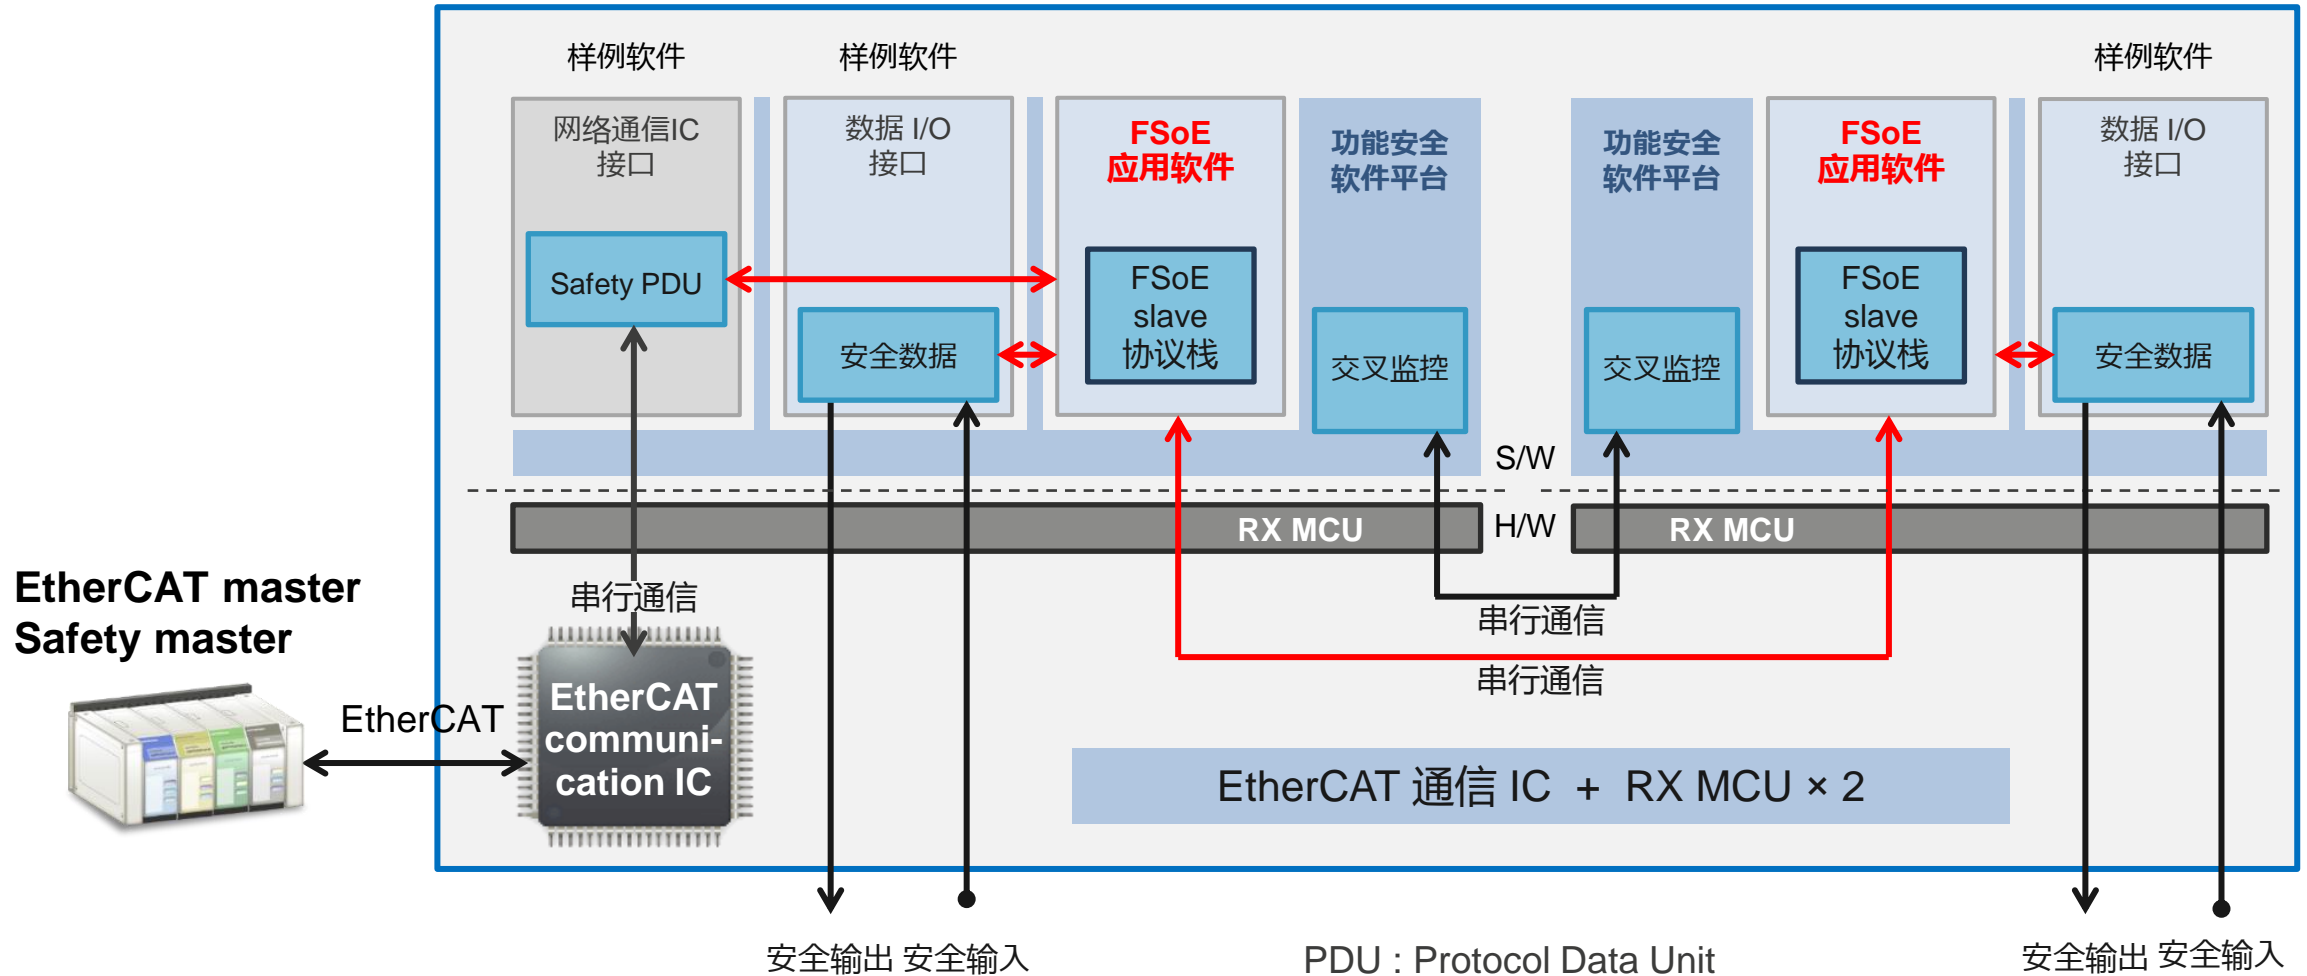 样例软件
样例软件
样例软件
网络通信IC
接口
数据 I/O
接口
FSoE
应用软件
功能安全
软件平台
功能安全
软件平台
FSoE
应用软件
数据 I/O
接口
Safety PDU
安全数据
FSoE
slave
协议栈
交叉监控
交叉监控
FSoE
slave
协议栈
安全数据
S/W
H/W
RX MCU
RX MCU
EtherCAT master
Safety master
串行通信
串行通信
串行通信
EtherCAT
EtherCAT
communi-
cation IC
EtherCAT 通信 IC + RX MCU × 2
安全输出 安全输入
PDU : Protocol Data Unit
安全输出 安全输入